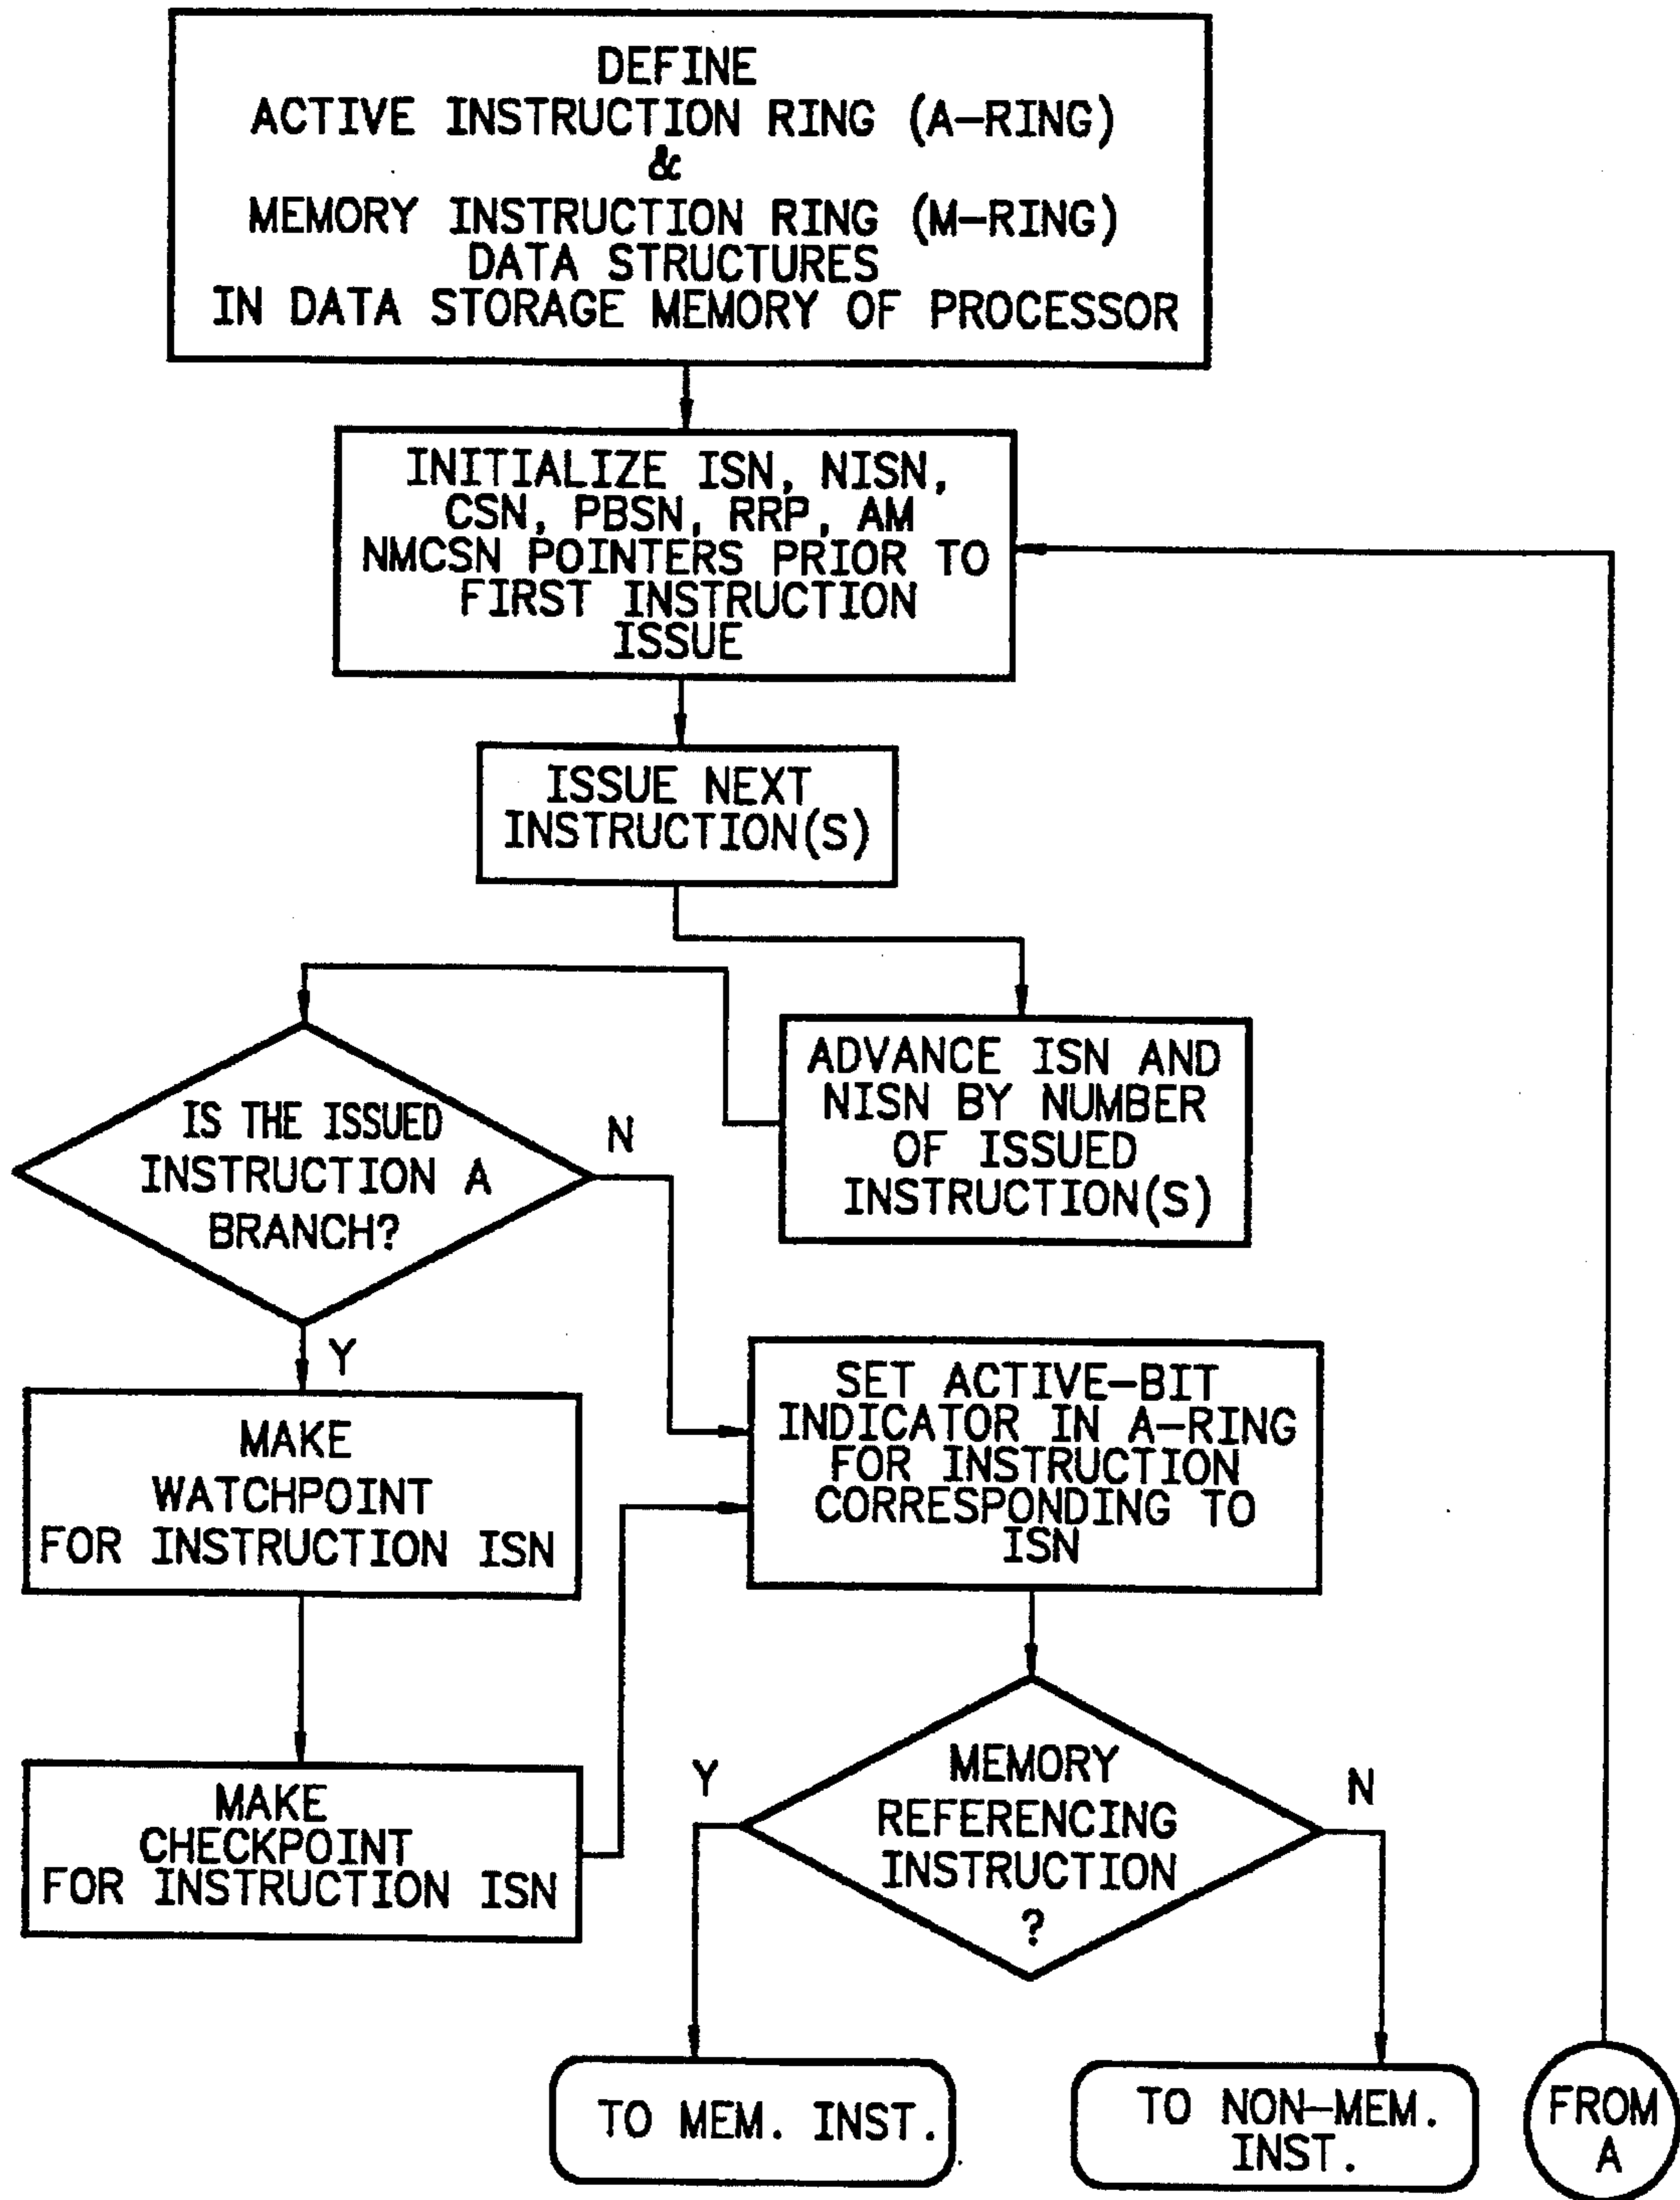 DEFINE
ACTIVE INSTRUCTION RING (A-RING)
&
MEMORY INSTRUCTION RING (M-RING)
DATA STRUCTURES
IN DATA STORAGE MEMORY OF PROCESSOR
INITIALIZE ISN, NISN,
CSN, PBSN, RRP, AM
NMCSN POINTERS PRIOR TO
FIRST INSTRUCTION
ISSUE
ISSUE NEXT
INSTRUCTION(S)
ADVANCE ISN AND
NISN BY NUMBER
OF ISSUED
INSTRUCTION(S)
IS THE ISSUED
INSTRUCTION A
BRANCH?
N
Y
MAKE
WATCHPOINT
FOR INSTRUCTION ISN
SET ACTIVE-BIT
INDICATOR IN A-RING
FOR INSTRUCTION
CORRESPONDING TO
ISN
MAKE
CHECKPOINT
FOR INSTRUCTION ISN
MEMORY
REFERENCING
INSTRUCTION
?
Y
N
TO MEM. INST.
TO NON-MEM.
INST.
FROM
A